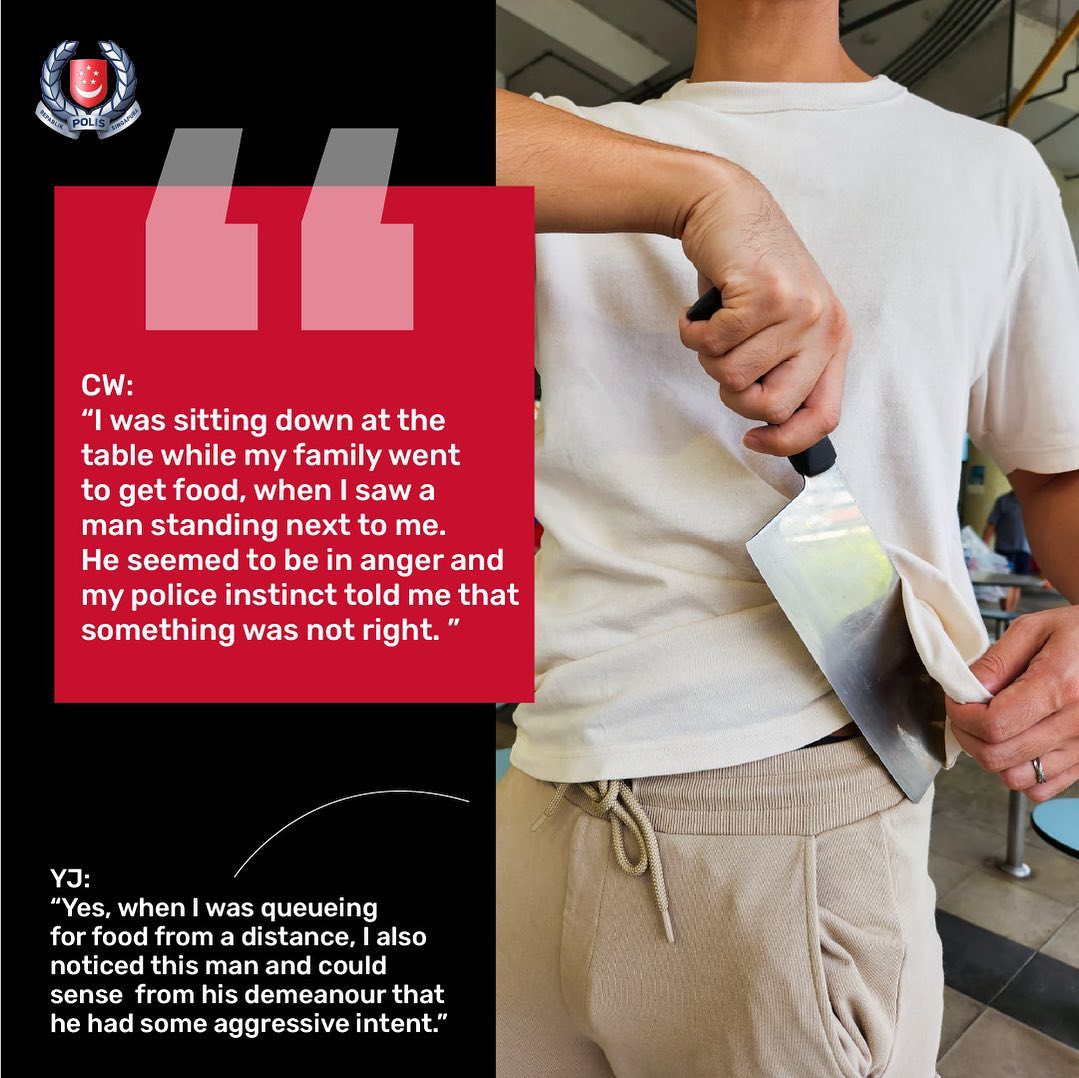 REPABLIK POLIS SINGAPURA
CW:
“I was sitting down at the
table while my family went
to get food, when I saw a
man standing next to me.
He seemed to be in anger and
my police instinct told me that
something was not right. ”
YJ:
“Yes, when I was queueing
for food from a distance, I also
noticed this man and could
sense from his demeanour that
he had some aggressive intent.”